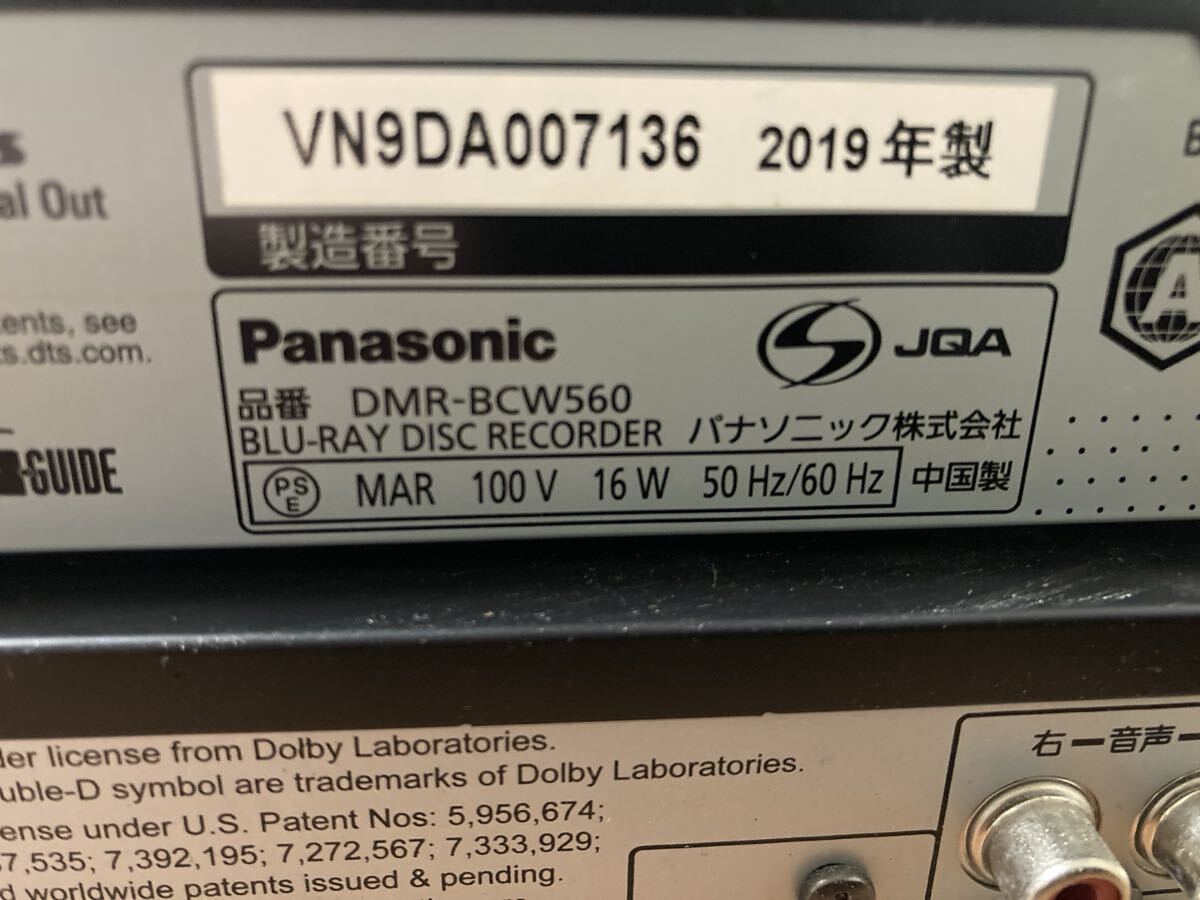 al Out
VN9DA007136 2019年製
製造番号
ents, see
s.dts.com.
G-GUIDE
Panasonic
JQA
品番 DMR-BCW560
BLU-RAY DISC RECORDER パナソニック株式会社
PSE MAR 100 V 16 W 50 Hz/60 Hz 中国製
A
der license from Dolby Laboratories.
uble-D symbol are trademarks of Dolby Laboratories.
ense under U.S. Patent Nos: 5,956,674;
7,535; 7,392,195; 7,272,567; 7,333,929;
d worldwide patents issued & pending.
右ー音声ー